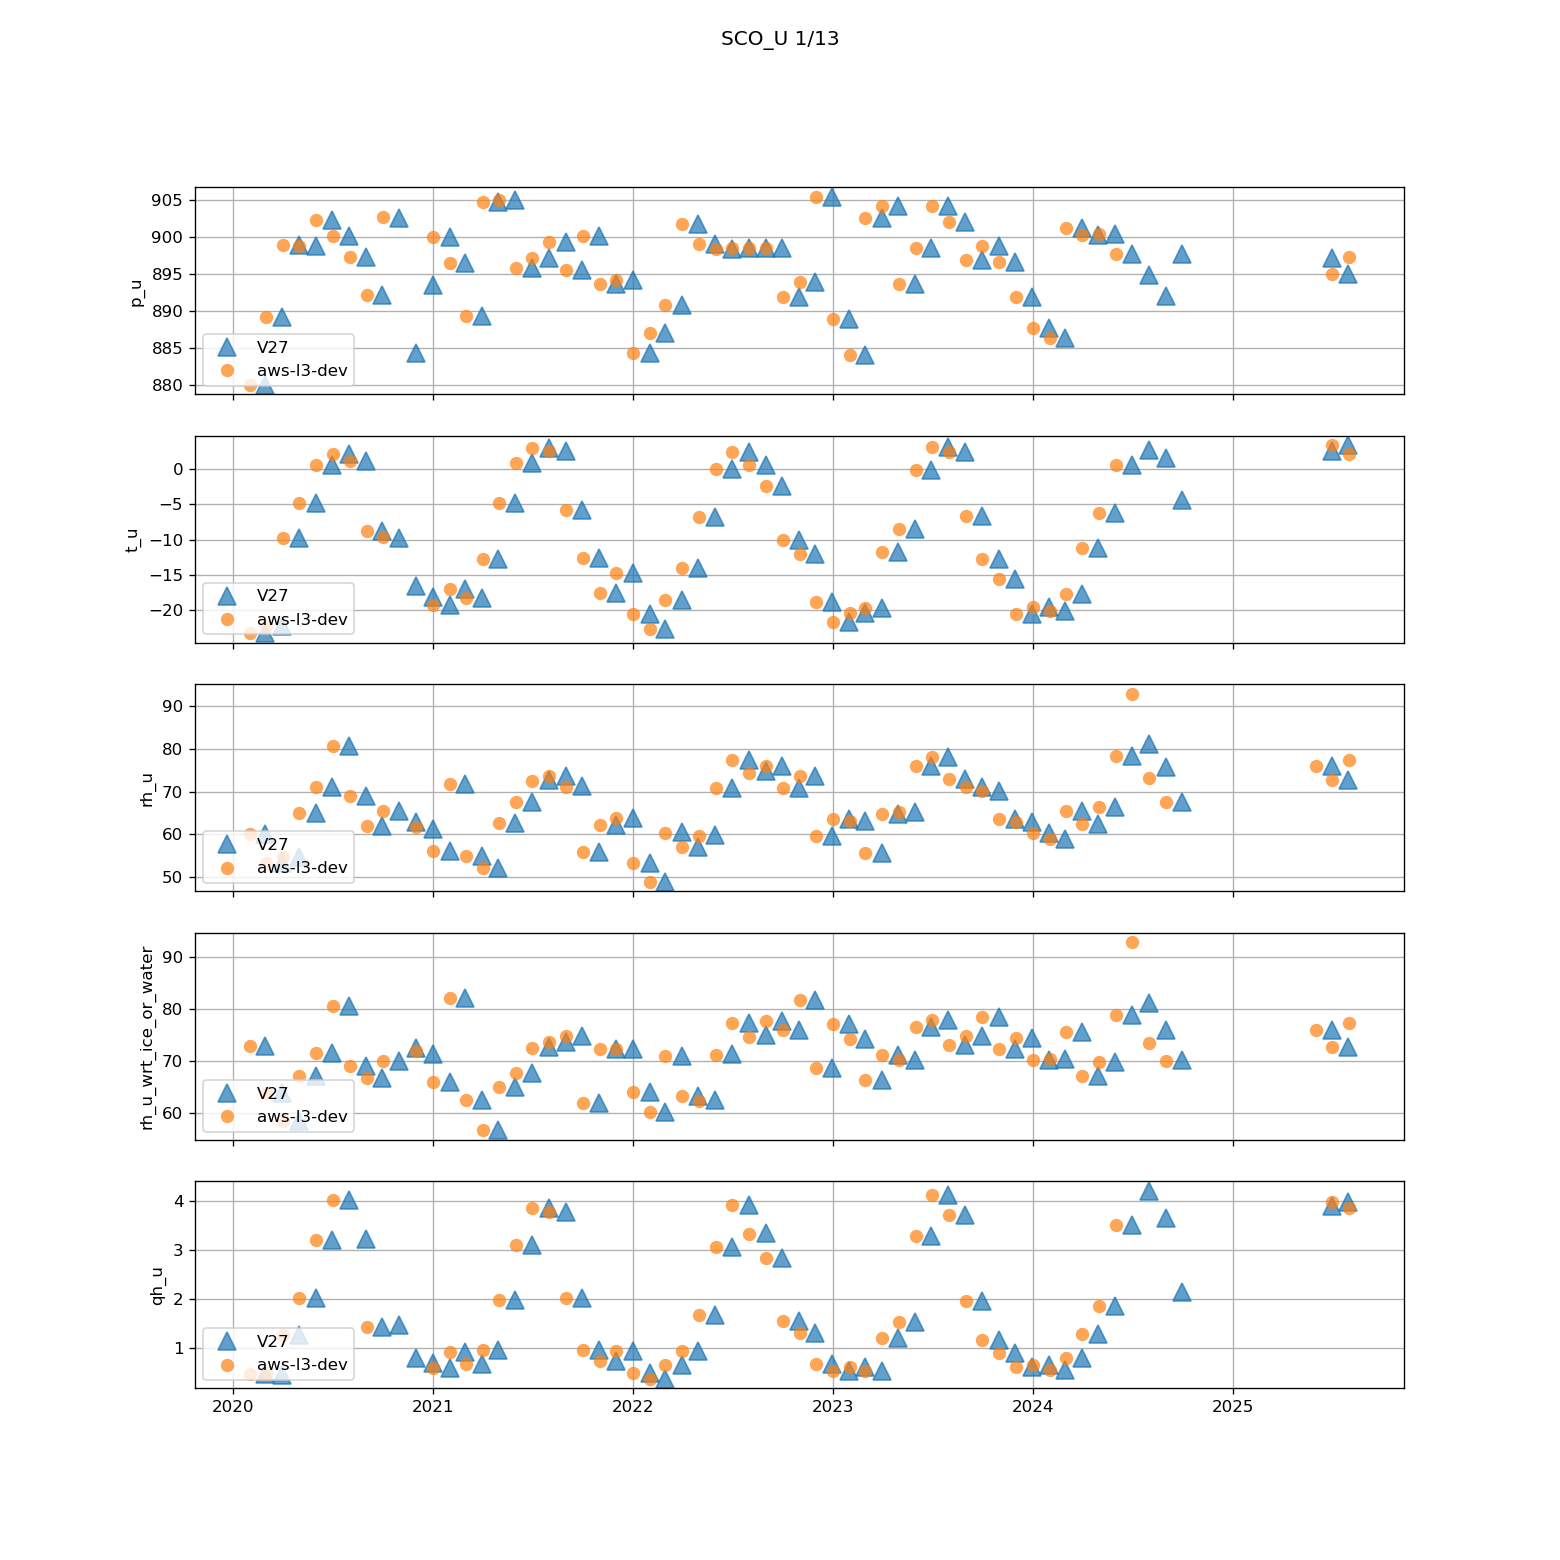 SCO_U 1/13
905
900
895
890
885
880
p_u
V27
aws-l3-dev
0
−5
−10
−15
−20
t_u
V27
aws-l3-dev
90
80
70
60
50
rh_u
V27
aws-l3-dev
90
80
70
60
rh_u_wrt_ice_or_water
V27
aws-l3-dev
4
3
2
1
qh_u
V27
aws-l3-dev
2020 2021 2022 2023 2024 2025